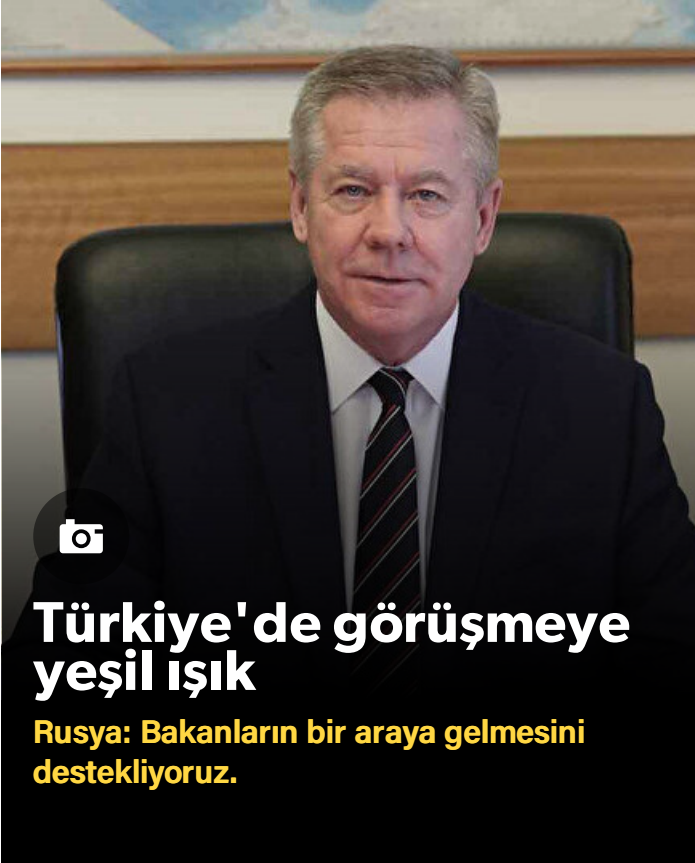 Türkiye'de görüşmeye
yeşil ışık
Rusya: Bakanların bir araya gelmesini
destekliyoruz.